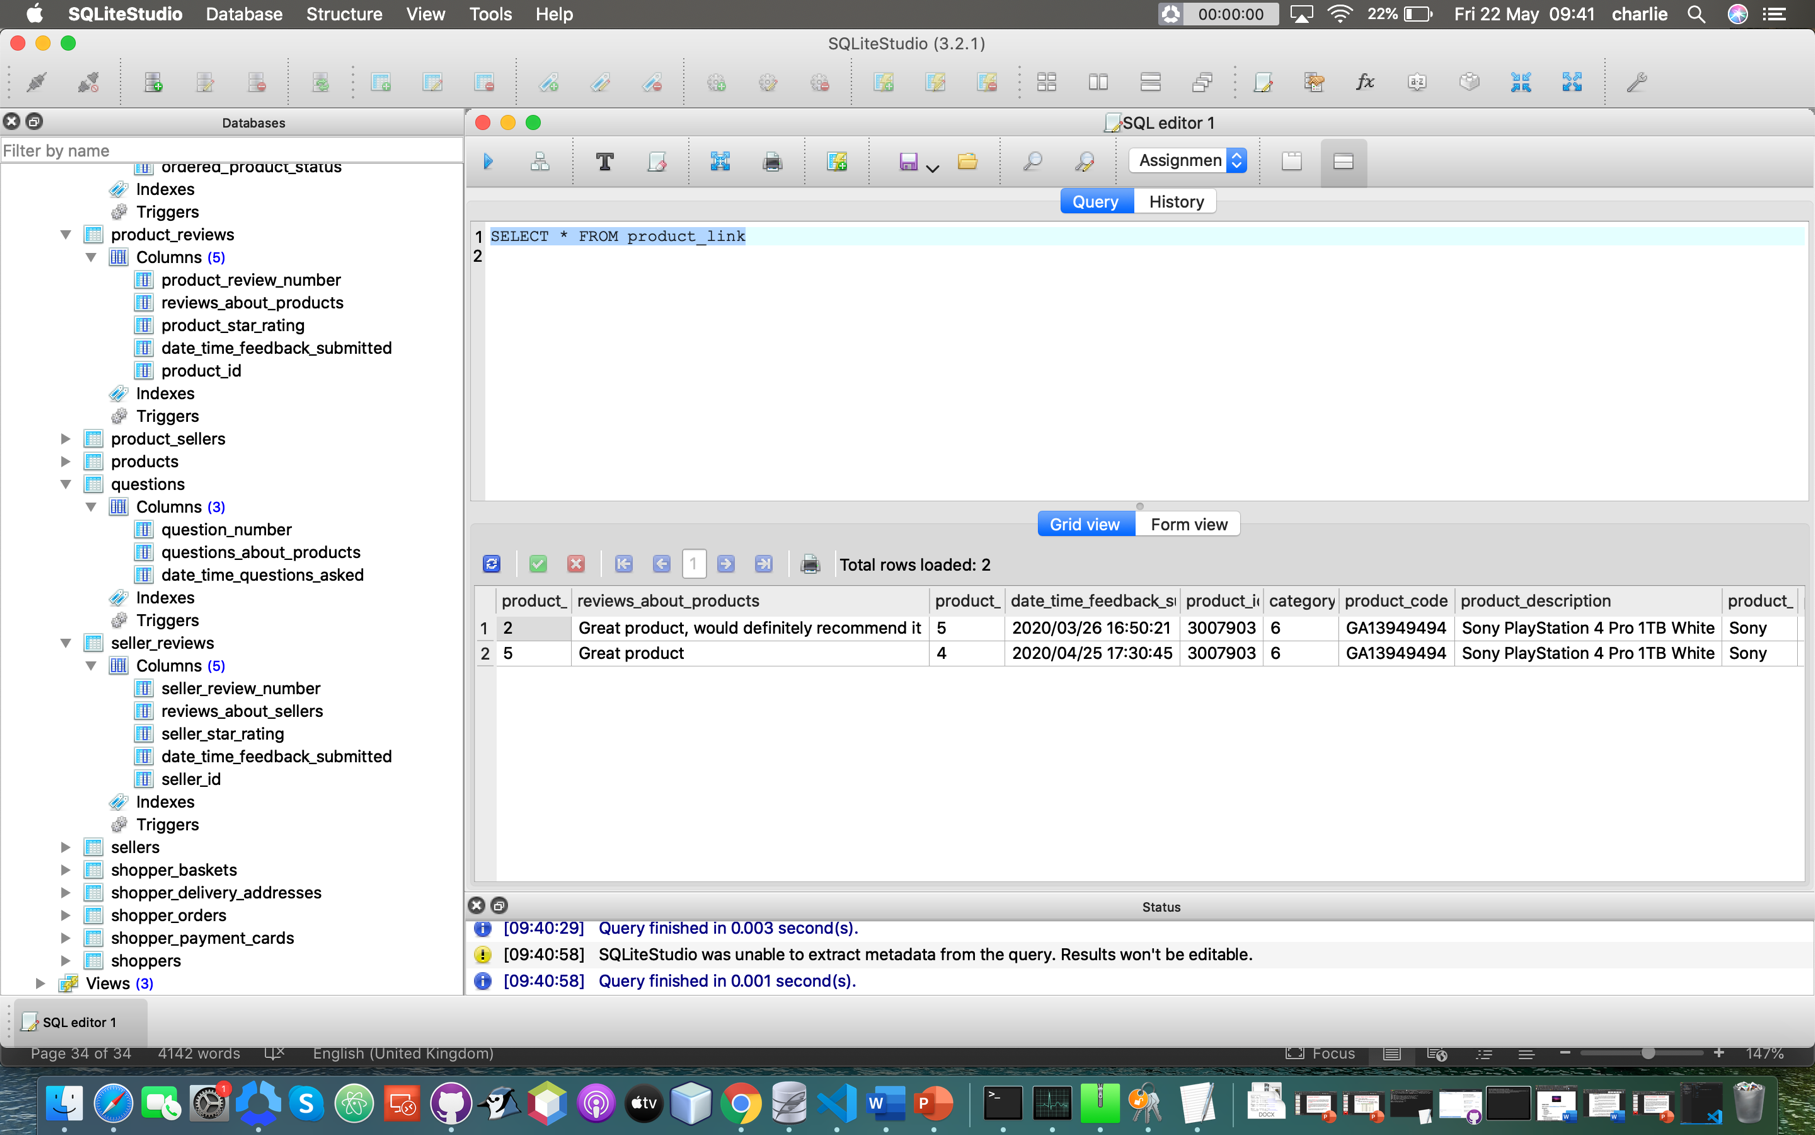 SQLiteStudio Database Structure View Tools Help 00:00:00 22% Fri 22 May 09:41 charlie
SQLiteStudio (3.2.1)
Databases
Filter by name
ordered_product_status
Indexes
Triggers
product_reviews
Columns (5)
product_review_number
reviews_about_products
product_star_rating
date_time_feedback_submitted
product_id
Indexes
Triggers
product_sellers
products
questions
Columns (3)
question_number
questions_about_products
date_time_questions_asked
Indexes
Triggers
seller_reviews
Columns (5)
seller_review_number
reviews_about_sellers
seller_star_rating
date_time_feedback_submitted
seller_id
Indexes
Triggers
sellers
shopper_baskets
shopper_delivery_addresses
shopper_orders
shopper_payment_cards
shoppers
Views (3)
SQL editor 1
Assignmen
Query History
1 SELECT * FROM product_link
2
Grid view Form view
1 Total rows loaded: 2
product_ reviews_about_products product_ date_time_feedback_su product_i category product_code product_description product_
1 2 Great product, would definitely recommend it 5 2020/03/26 16:50:21 3007903 6 GA13949494 Sony PlayStation 4 Pro 1TB White Sony
2 5 Great product 4 2020/04/25 17:30:45 3007903 6 GA13949494 Sony PlayStation 4 Pro 1TB White Sony
Status
[09:40:29] Query finished in 0.003 second(s).
[09:40:58] SQLiteStudio was unable to extract metadata from the query. Results won't be editable.
[09:40:58] Query finished in 0.001 second(s).
SQL editor 1
Page 34 of 34 4142 words English (United Kingdom) Focus 147%
1 tv DOCX